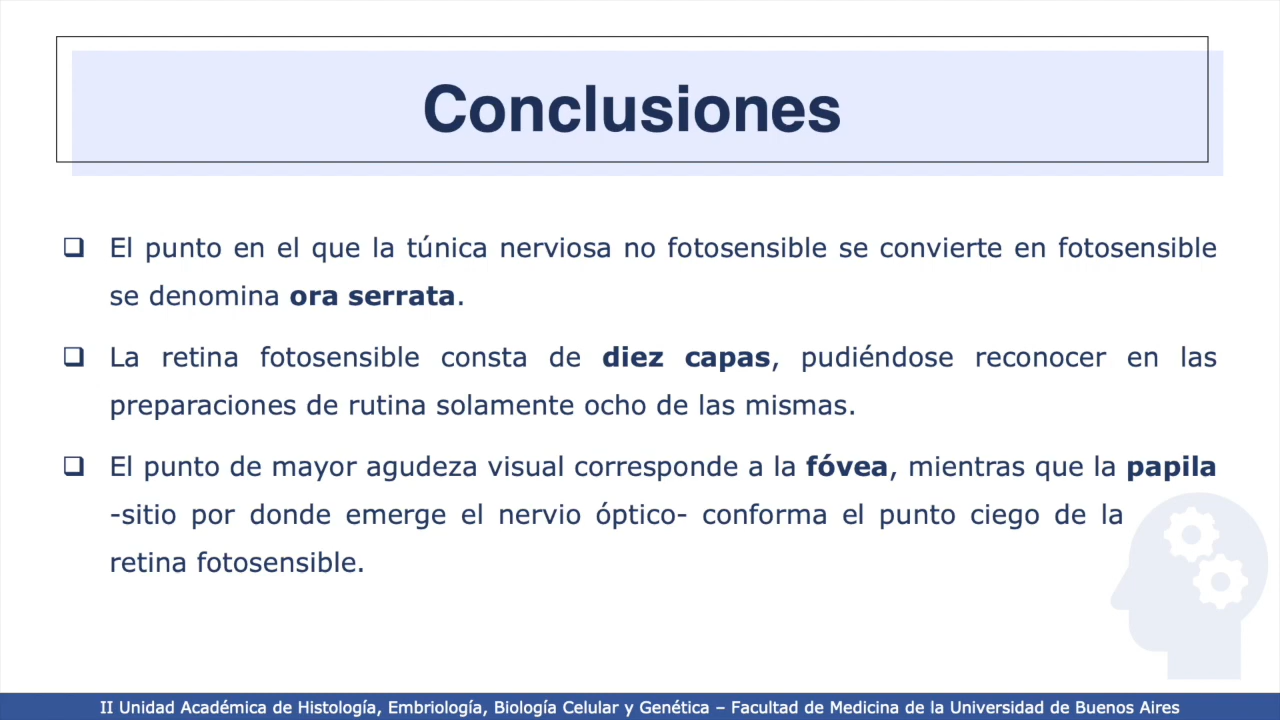 Conclusiones
❑ El punto en el que la túnica nerviosa no fotosensible se convierte en fotosensible
se denomina ora serrata.
❑ La retina fotosensible consta de diez capas, pudiéndose reconocer en las
preparaciones de rutina solamente ocho de las mismas.
❑ El punto de mayor agudeza visual corresponde a la fóvea, mientras que la papila
-sitio por donde emerge el nervio óptico- conforma el punto ciego de la
retina fotosensible.
II Unidad Académica de Histología, Embriología, Biología Celular y Genética – Facultad de Medicina de la Universidad de Buenos Aires